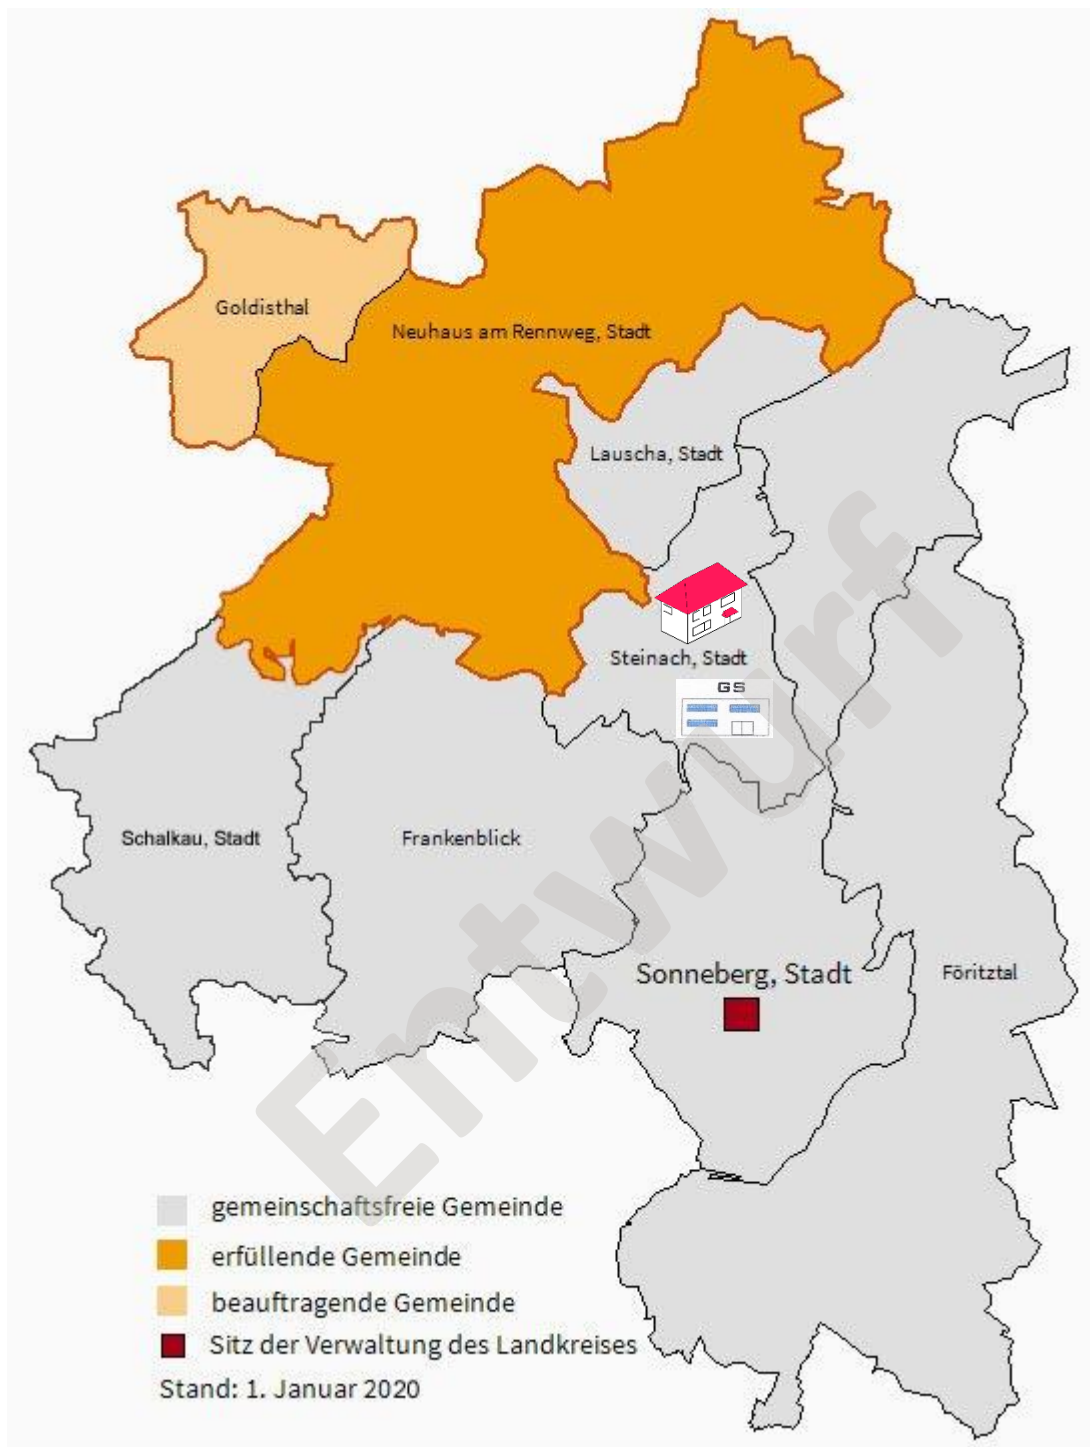 Goldisthal
Neuhaus am Rennweg, Stadt
Lauscha, Stadt
Steinach, Stadt
GS
Schalkau, Stadt
Frankenblick
Sonneberg, Stadt
Föritztal
Entwurf
gemeinschaftsfreie Gemeinde
erfüllende Gemeinde
beauftragende Gemeinde
Sitz der Verwaltung des Landkreises
Stand: 1. Januar 2020